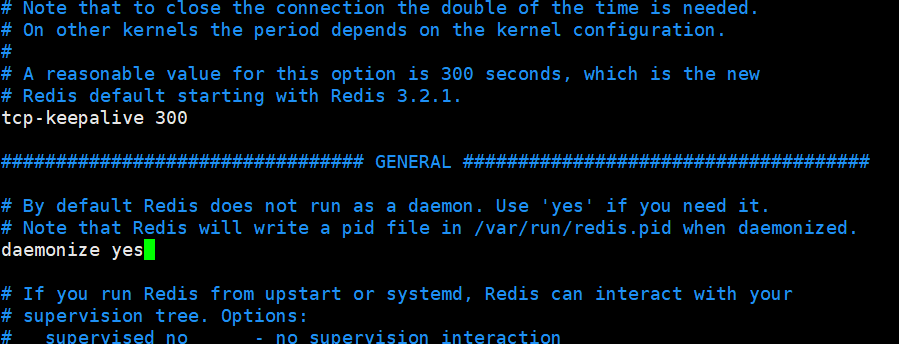 # Note that to close the connection the double of the time is needed.
# On other kernels the period depends on the kernel configuration.
#
# A reasonable value for this option is 300 seconds, which is the new
# Redis default starting with Redis 3.2.1.
tcp-keepalive 300
################################# GENERAL #####################################
# By default Redis does not run as a daemon. Use 'yes' if you need it.
# Note that Redis will write a pid file in /var/run/redis.pid when daemonized.
daemonize yes
# If you run Redis from upstart or systemd, Redis can interact with your
# supervision tree. Options:
#   supervised no      - no supervision interaction